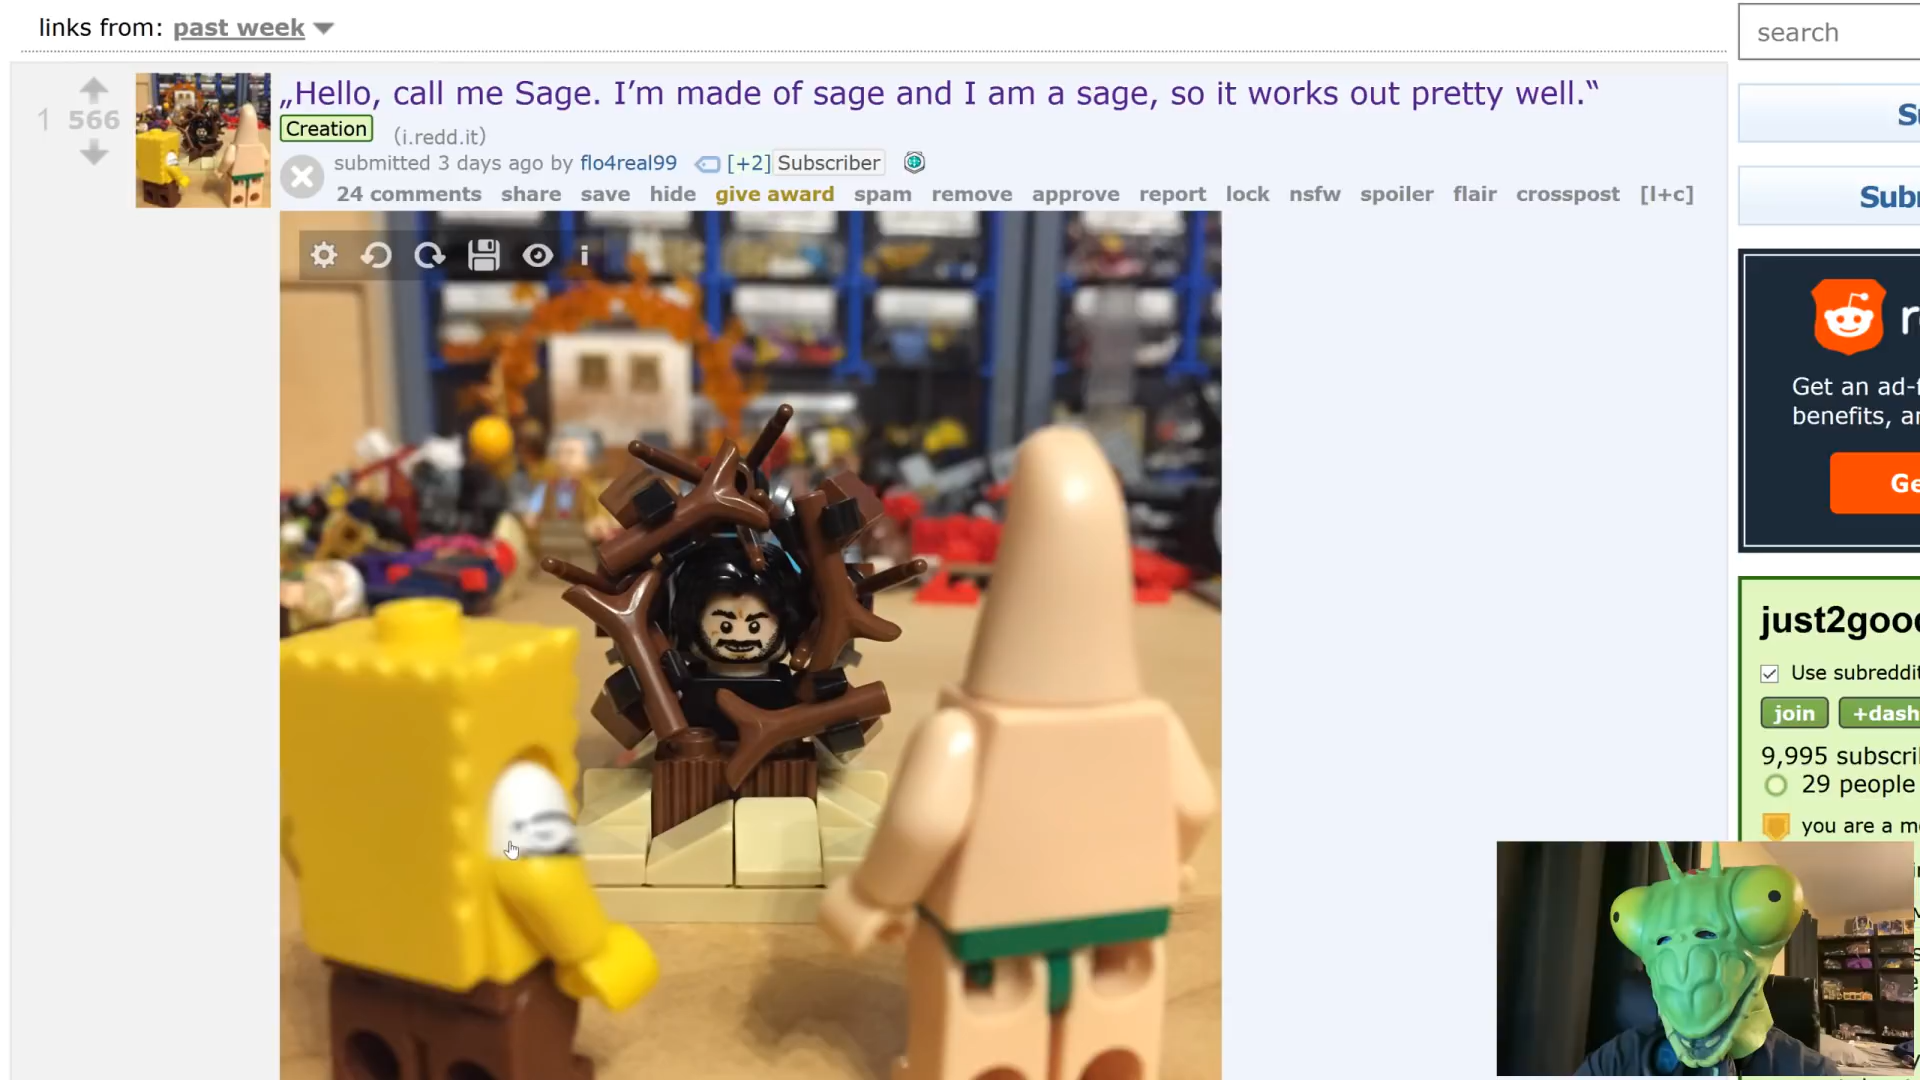 links from: past week
search
1
566
„Hello, call me Sage. I'm made of sage and I am a sage, so it works out pretty well.“
Creation (i.redd.it)
submitted 3 days ago by flo4real99 [+2] Subscriber
24 comments share save hide give award spam remove approve report lock nsfw spoiler flair crosspost [l+c]
Get an ad-f
benefits, an
Ge
just2good
Use subreddit
join +dash
9,995 subscri
29 people
you are a m